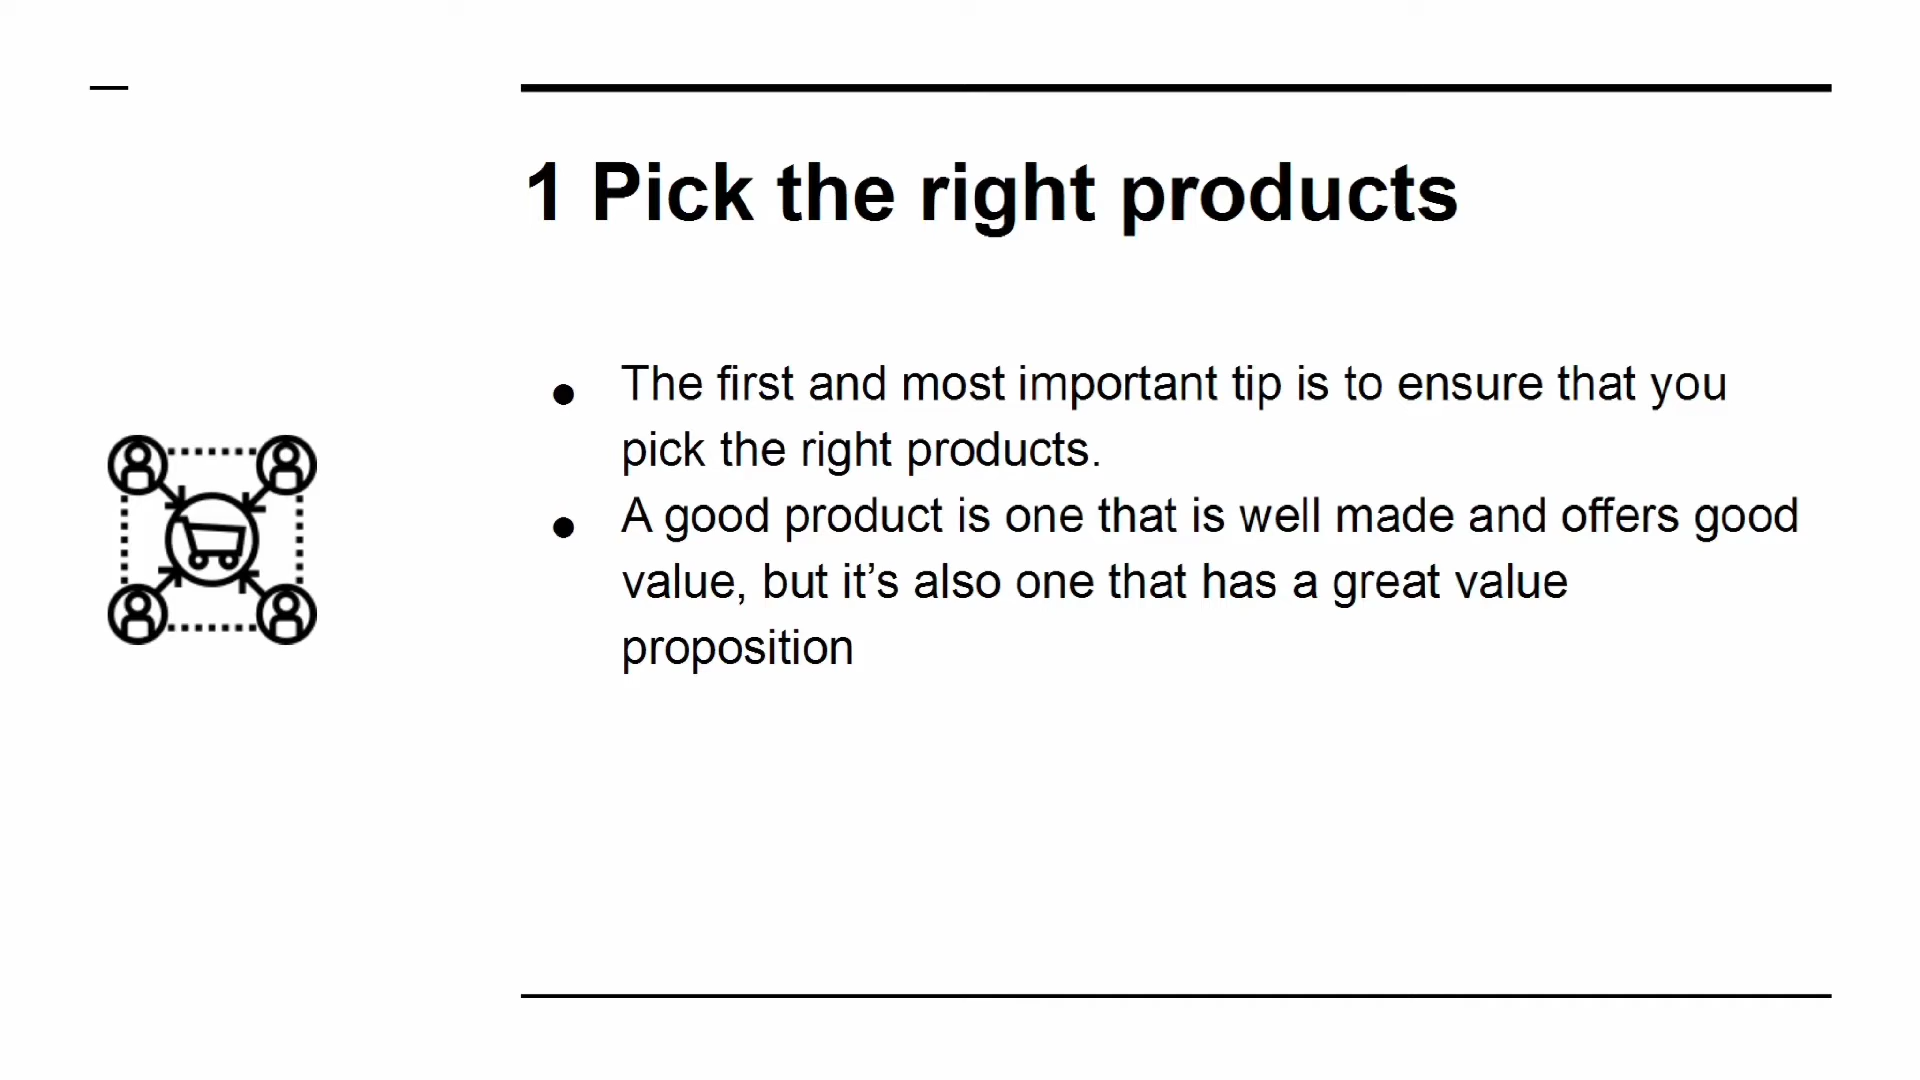 1 Pick the right products
● The first and most important tip is to ensure that you
pick the right products.
● A good product is one that is well made and offers good
value, but it’s also one that has a great value
proposition